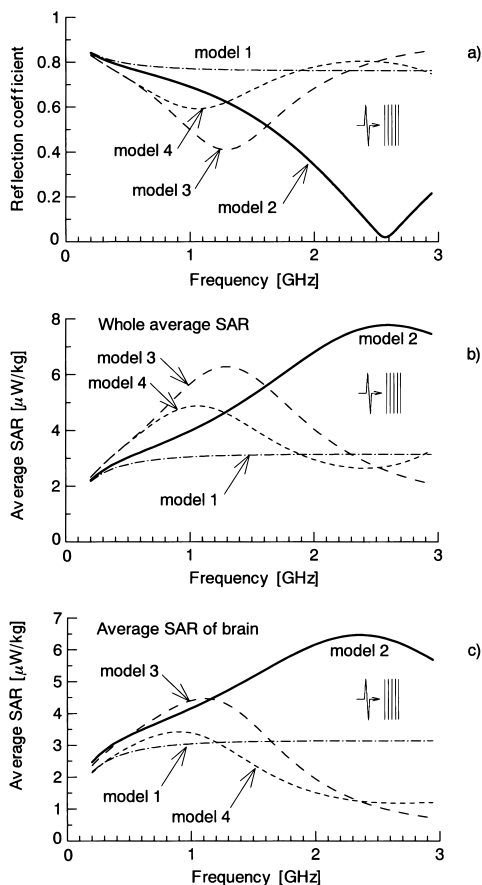 a)
Reflection coefficient
1
0.8
0.6
0.4
0.2
0
model 1
model 4
model 3
model 2
0 1 2 3
Frequency [GHz]
b)
Whole average SAR
Average SAR [μW/kg]
8
6
4
2
0
model 3
model 4
model 2
model 1
0 1 2 3
Frequency [GHz]
c)
Average SAR of brain
Average SAR [μW/kg]
7
6
5
4
3
2
1
0
model 3
model 2
model 1
model 4
0 1 2 3
Frequency [GHz]